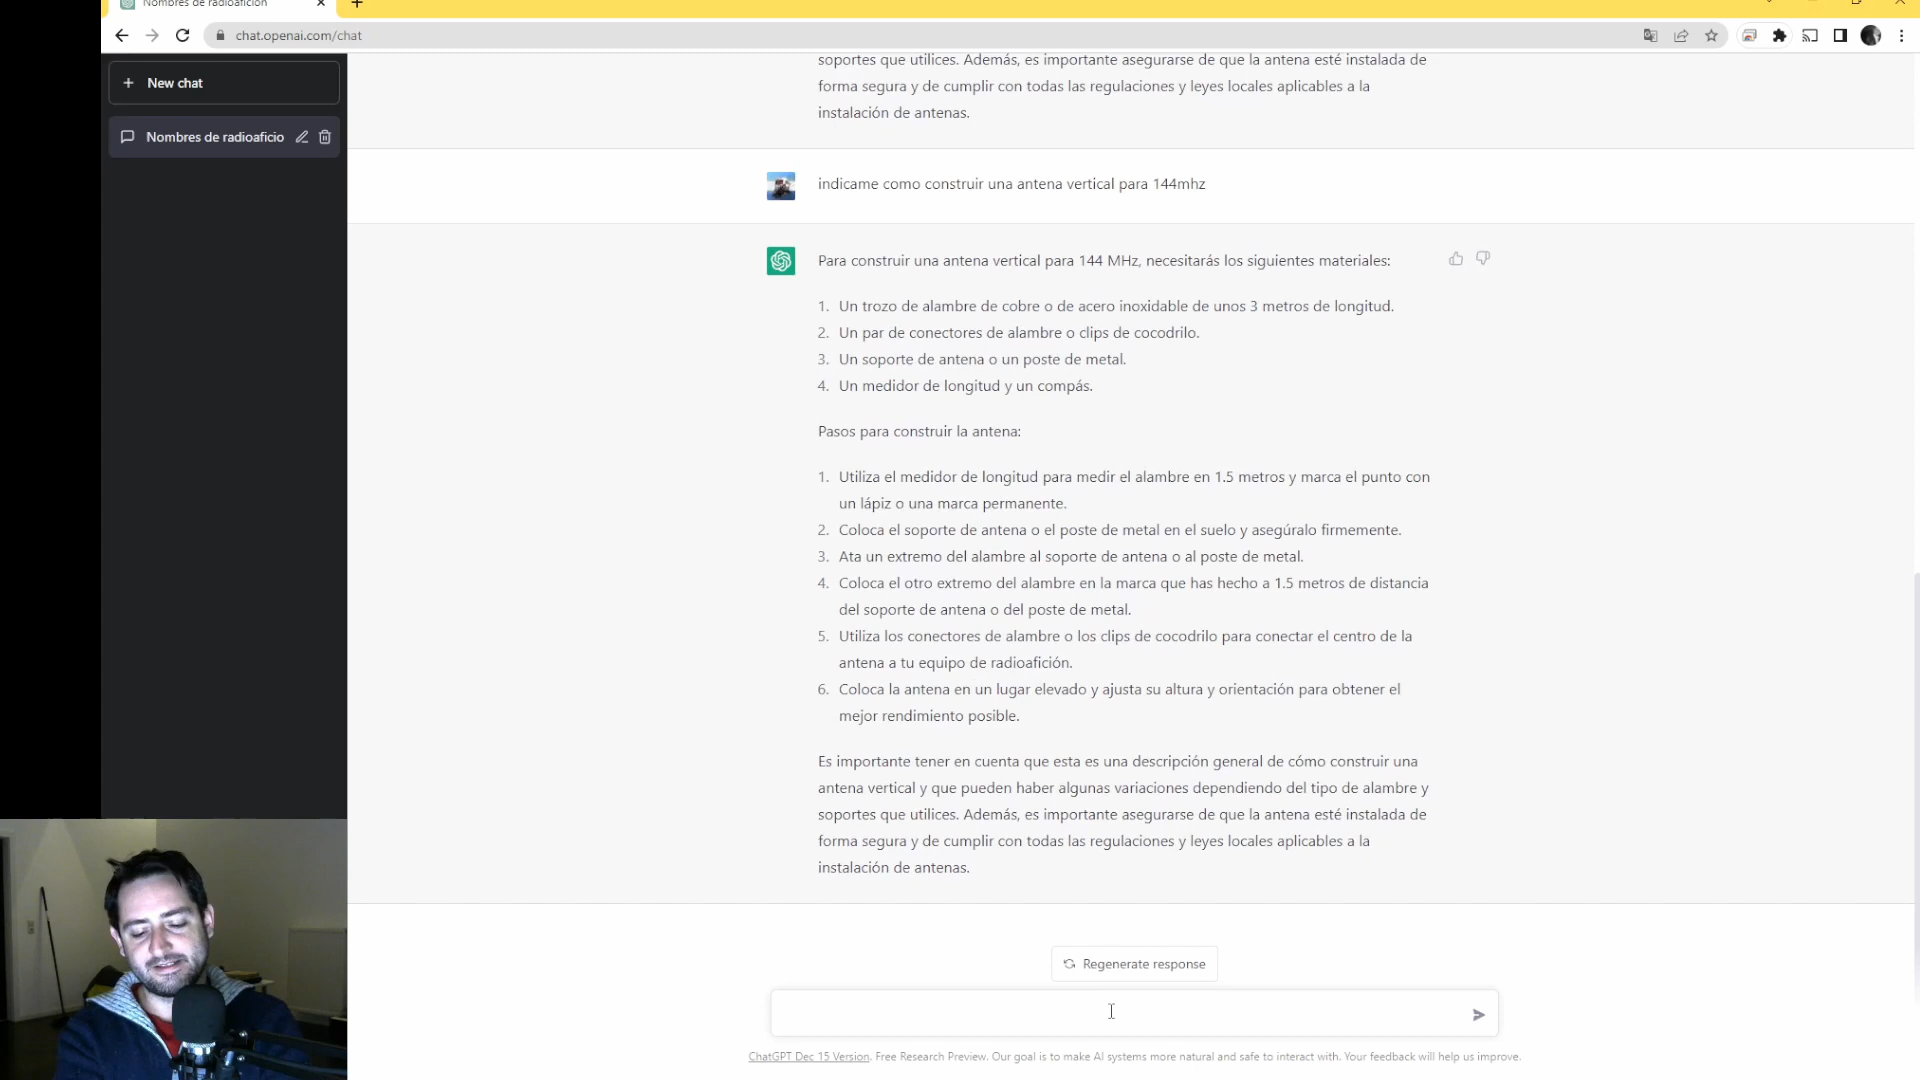 Nombres de radioafición
chat.openai.com/chat
New chat
Nombres de radioaficio
soportes que utilices. Además, es importante asegurarse de que la antena esté instalada de
forma segura y de cumplir con todas las regulaciones y leyes locales aplicables a la
instalación de antenas.
indicame como construir una antena vertical para 144mhz
Para construir una antena vertical para 144 MHz, necesitarás los siguientes materiales:
1. Un trozo de alambre de cobre o de acero inoxidable de unos 3 metros de longitud.
2. Un par de conectores de alambre o clips de cocodrilo.
3. Un soporte de antena o un poste de metal.
4. Un medidor de longitud y un compás.
Pasos para construir la antena:
1. Utiliza el medidor de longitud para medir el alambre en 1.5 metros y marca el punto con
un lápiz o una marca permanente.
2. Coloca el soporte de antena o el poste de metal en el suelo y asegúralo firmemente.
3. Ata un extremo del alambre al soporte de antena o al poste de metal.
4. Coloca el otro extremo del alambre en la marca que has hecho a 1.5 metros de distancia
del soporte de antena o del poste de metal.
5. Utiliza los conectores de alambre o los clips de cocodrilo para conectar el centro de la
antena a tu equipo de radioafición.
6. Coloca la antena en un lugar elevado y ajusta su altura y orientación para obtener el
mejor rendimiento posible.
Es importante tener en cuenta que esta es una descripción general de cómo construir una
antena vertical y que pueden haber algunas variaciones dependiendo del tipo de alambre y
soportes que utilices. Además, es importante asegurarse de que la antena esté instalada de
forma segura y de cumplir con todas las regulaciones y leyes locales aplicables a la
instalación de antenas.
Regenerate response
ChatGPT Dec 15 Version. Free Research Preview. Our goal is to make AI systems more natural and safe to interact with. Your feedback will help us improve.